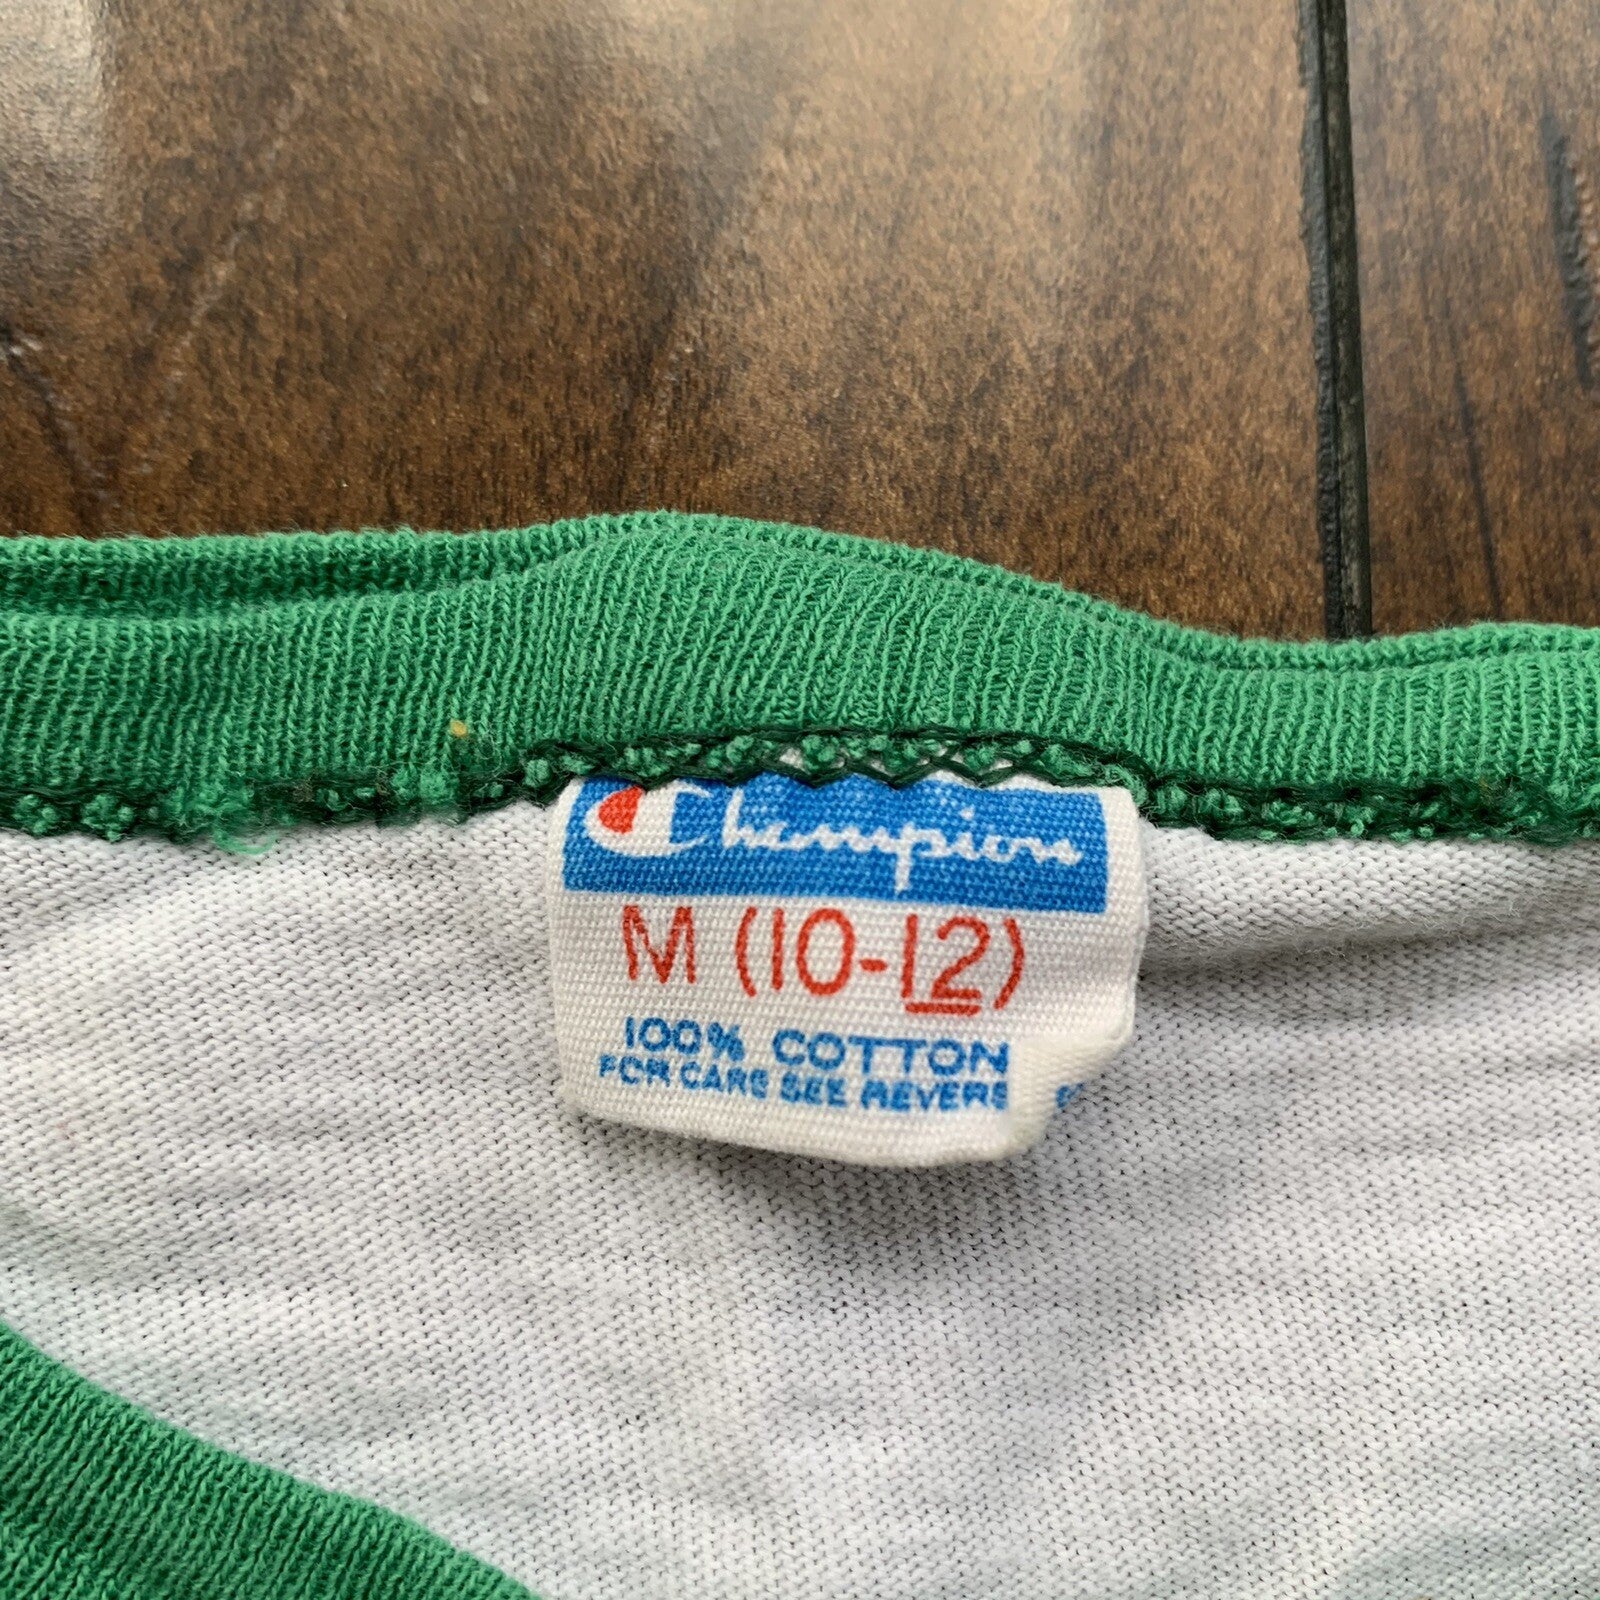 Champion
M (10-12)
100% COTTON
FOR CARE SEE REVERS